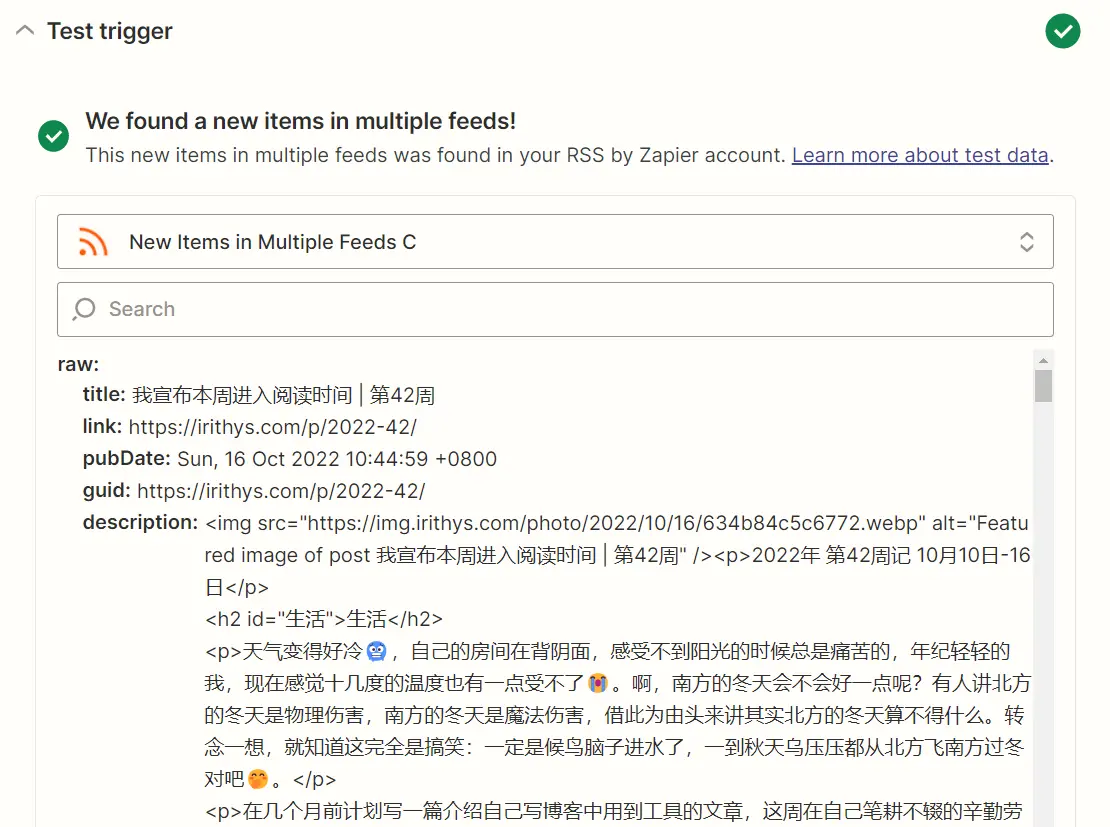 Test trigger
We found a new items in multiple feeds!
This new items in multiple feeds was found in your RSS by Zapier account. Learn more about test data.
New Items in Multiple Feeds C
Search
raw:
title: 我宣布本周进入阅读时间 | 第42周
link: https://irithys.com/p/2022-42/
pubDate: Sun, 16 Oct 2022 10:44:59 +0800
guid: https://irithys.com/p/2022-42/
description: <img src="https://img.irithys.com/photo/2022/10/16/634b84c5c6772.webp" alt="Featu
red image of post 我宣布本周进入阅读时间 | 第42周" /><p>2022年 第42周记 10月10日-16
日</p>
<h2 id="生活">生活</h2>
<p>天气变得好冷🥶，自己的房间在背阴面，感受不到阳光的时候总是痛苦的，年纪轻轻的
我，现在感觉十几度的温度也有一点受不了😭。啊，南方的冬天会不会好一点呢？有人讲北方
的冬天是物理伤害，南方的冬天是魔法伤害，借此为由头来讲其实北方的冬天算不得什么。转
念一想，就知道这完全是搞笑：一定是候鸟脑子进水了，一到秋天乌压压都从北方飞南方过冬
对吧🤭。</p>
<p>在几个月前计划写一篇介绍自己写博客中用到工具的文章，这周在自己笔耕不辍的辛勤劳